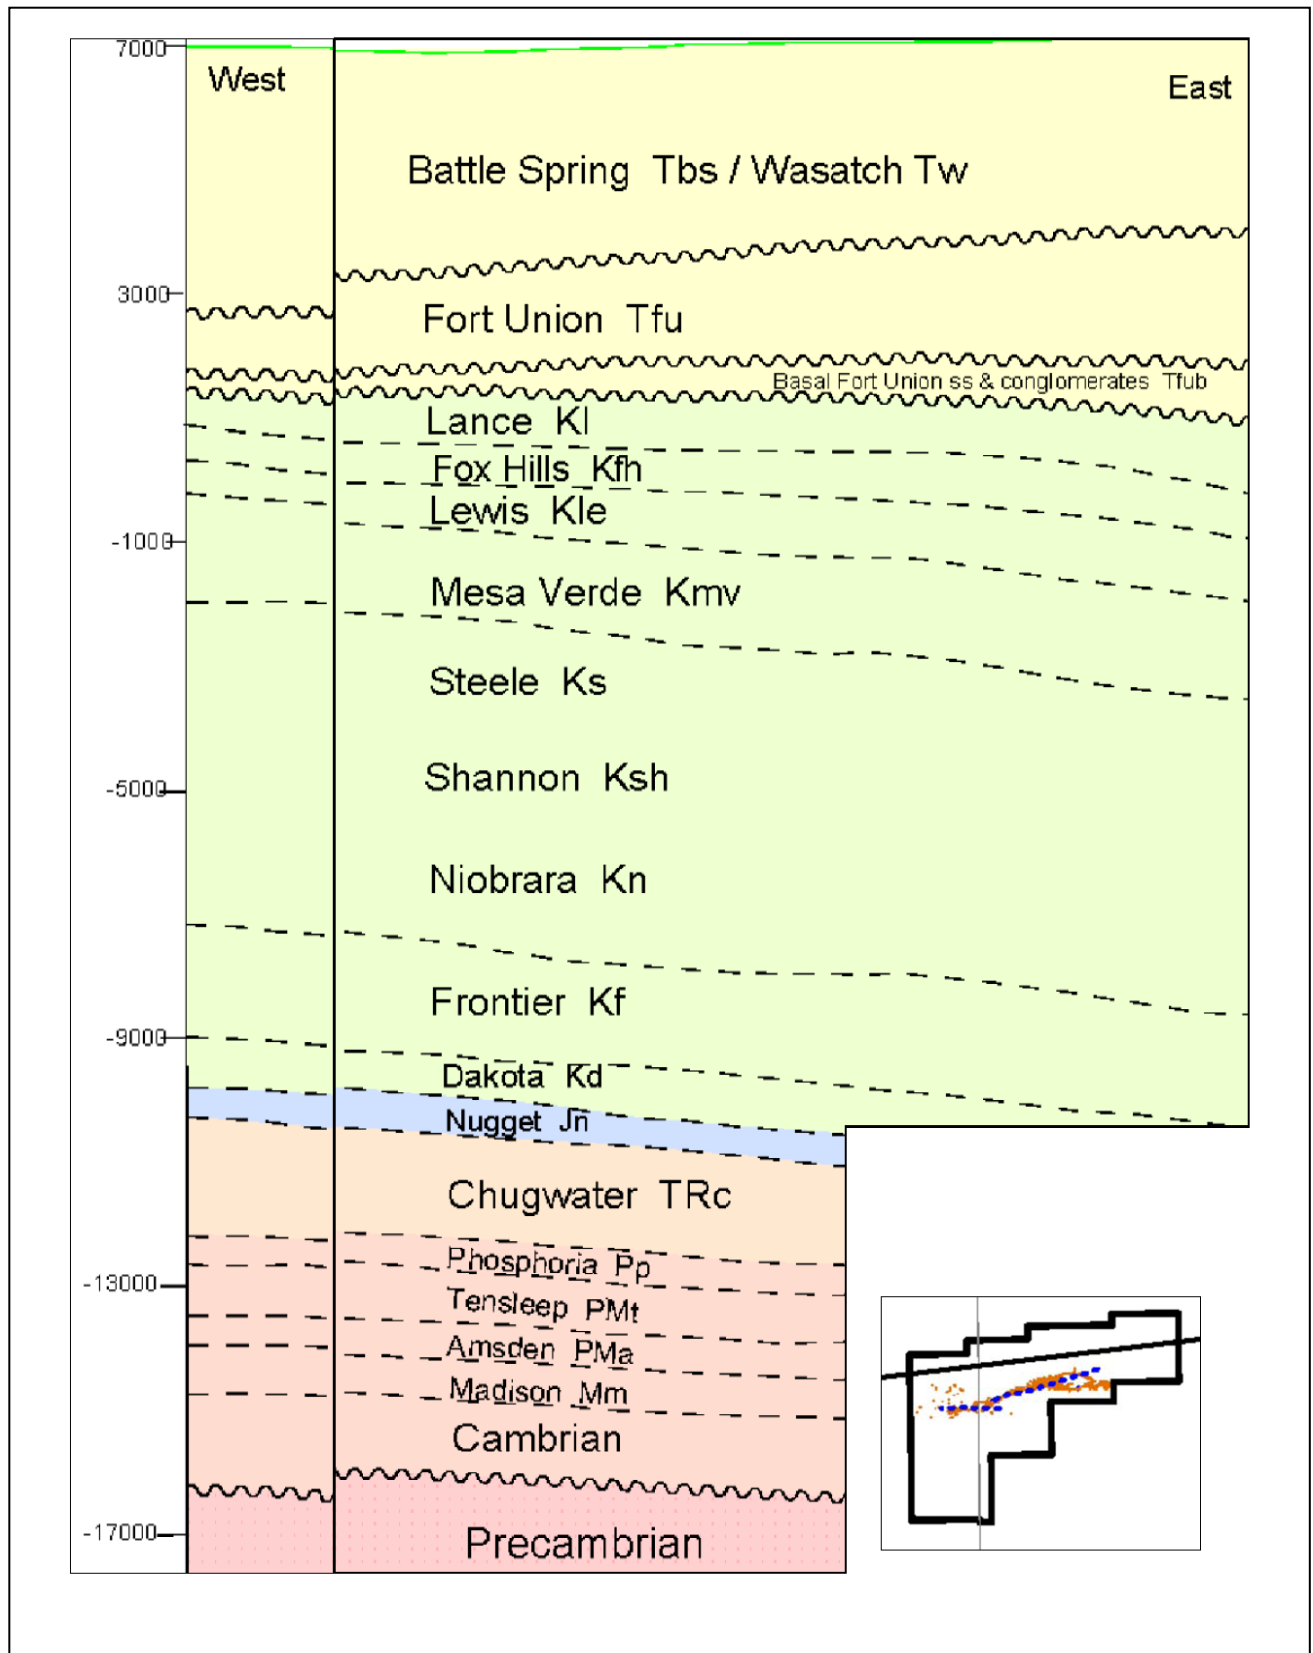 7000
West
East
Battle Spring Tbs / Wasatch Tw
3000
Fort Union Tfu
Basal Fort Union ss & conglomerates Tfub
Lance Kl
Fox Hills Kfh
Lewis Kle
-1000
Mesa Verde Kmv
Steele Ks
Shannon Ksh
-5000
Niobrara Kn
Frontier Kf
-9000
Dakota Kd
Nugget Jn
Chugwater TRc
Phosphoria Pp
-13000
Tensleep PMt
Amsden PMa
Madison Mm
Cambrian
-17000
Precambrian